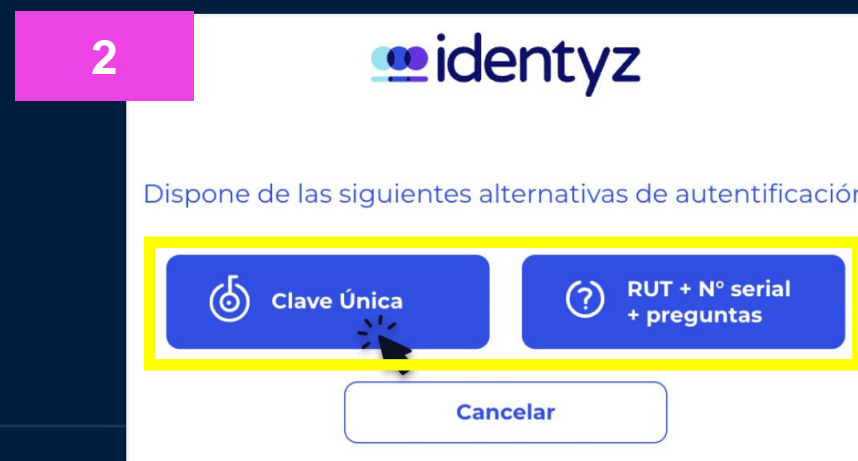 2
identyz
Dispone de las siguientes alternativas de autentificación
Clave Única
RUT + N° serial
+ preguntas
Cancelar